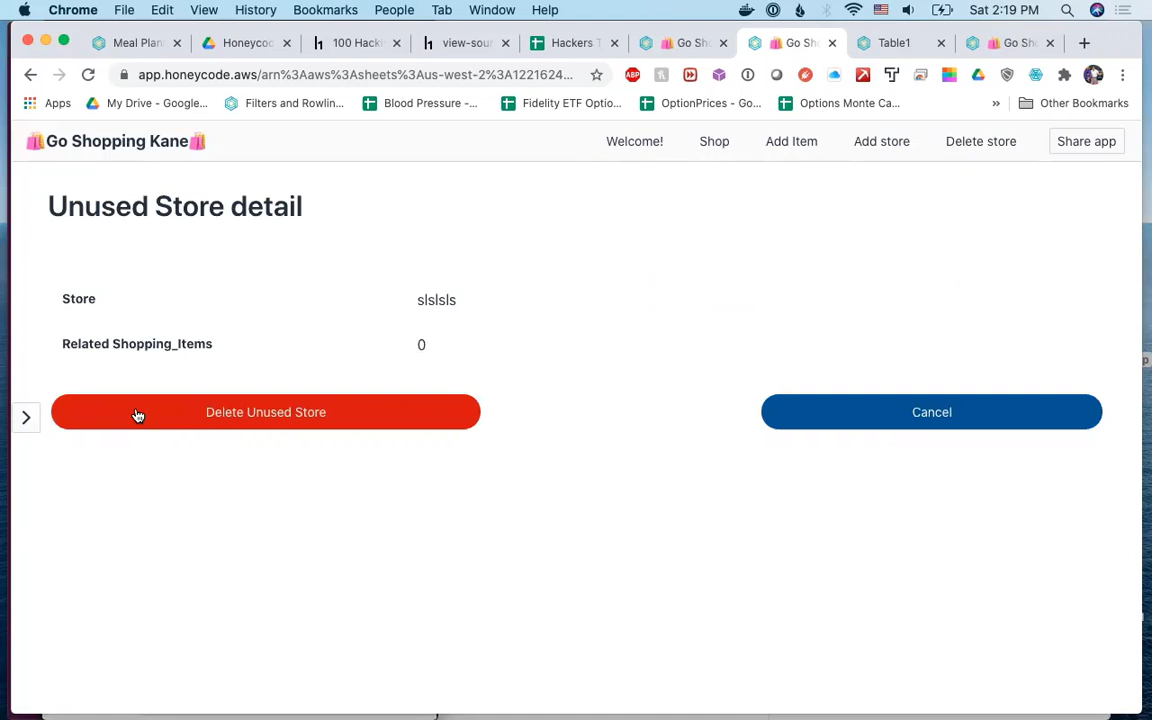 Chrome File Edit View History Bookmarks People Tab Window Help Sat 2:19 PM
Meal Plan Honeycod 100 Hacki view-sour Hackers T Go Sho Go Sho Table1 Go Sho
app.honeycode.aws/arn%3Aaws%3Asheets%3Aus-west-2%3A1221624...
Apps My Drive - Google... Filters and Rowlin... Blood Pressure -... Fidelity ETF Optio... OptionPrices - Go... Options Monte Ca... » Other Bookmarks
🛍️Go Shopping Kane🛍️ Welcome! Shop Add Item Add store Delete store Share app
Unused Store detail
Store slslsls
Related Shopping_Items 0
Delete Unused Store Cancel